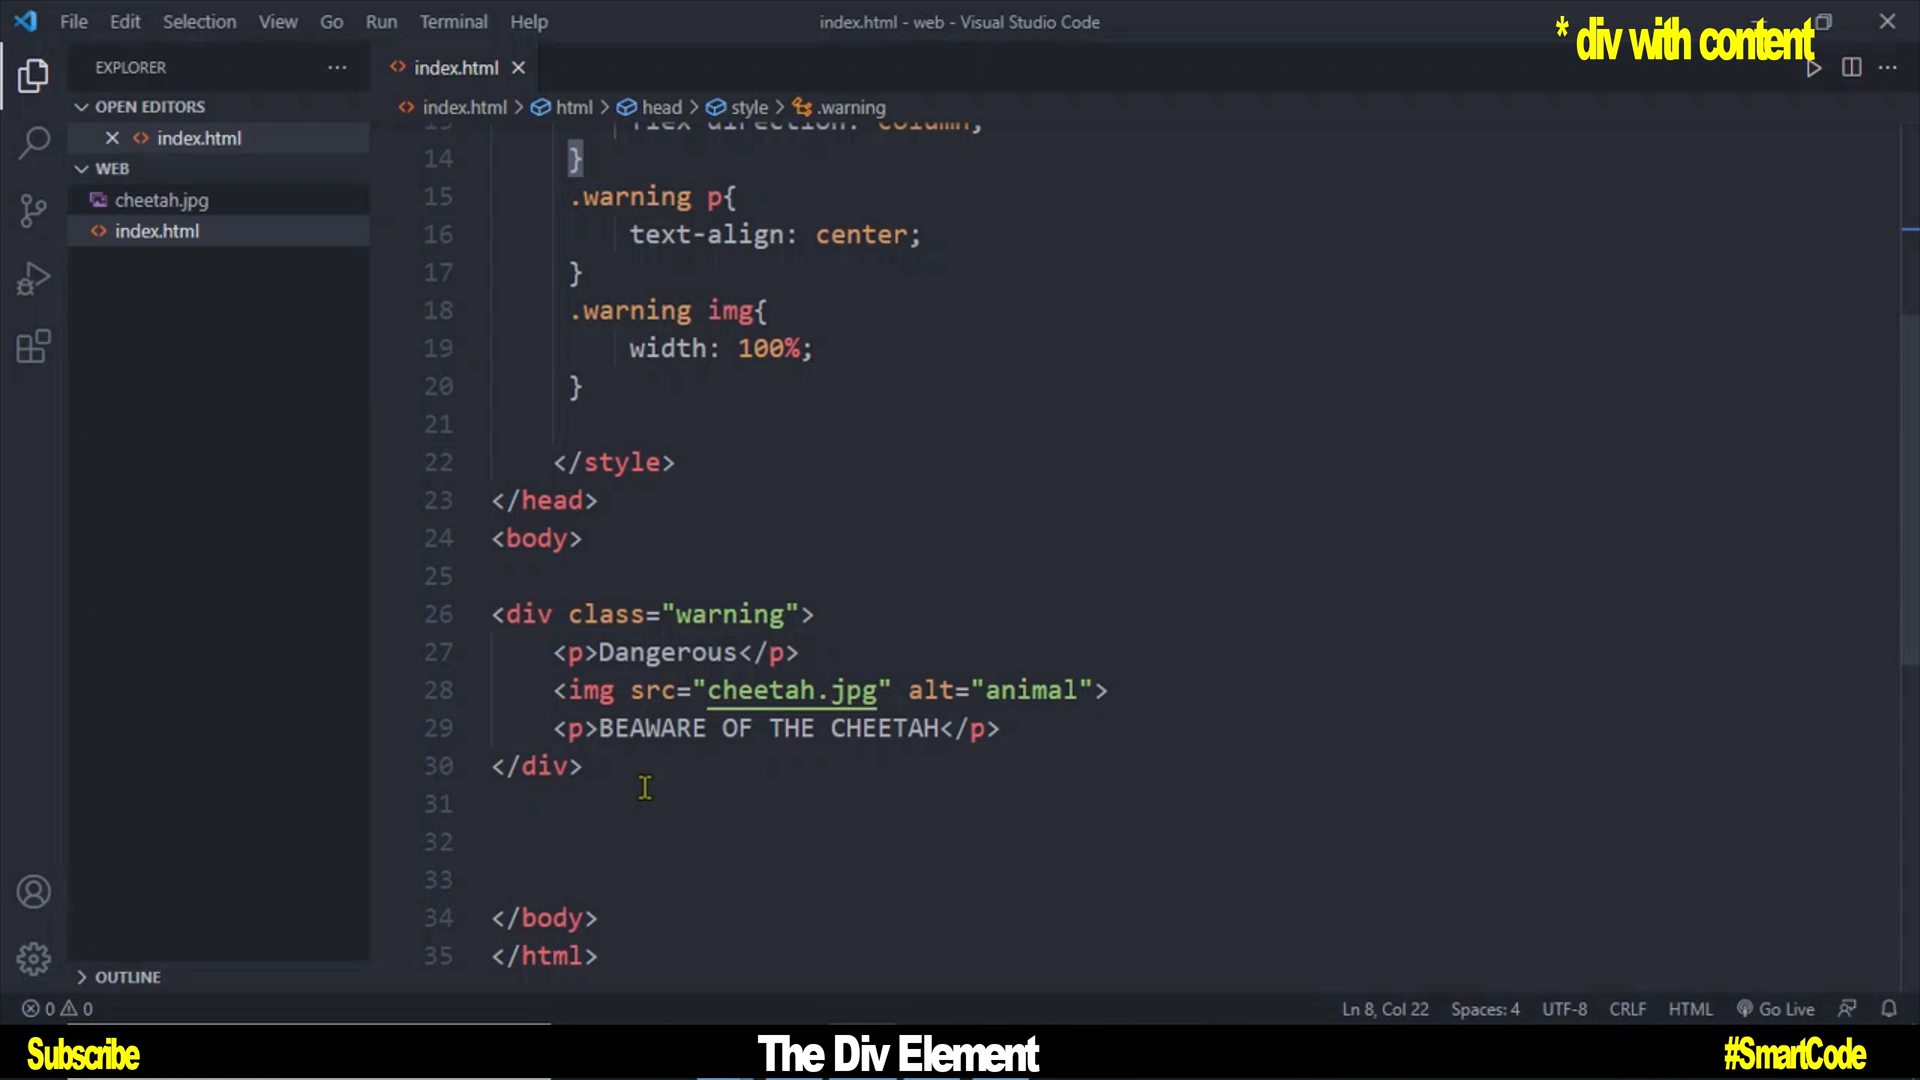 File Edit Selection View Go Run Terminal Help
index.html - web - Visual Studio Code
* div with content
EXPLORER
index.html
OPEN EDITORS
index.html
WEB
cheetah.jpg
index.html
index.html > html > head > style > .warning
13 flex-direction: column;
14 }
15 .warning p{
16 text-align: center;
17 }
18 .warning img{
19 width: 100%;
20 }
21
22 </style>
23 </head>
24 <body>
25
26 <div class="warning">
27 <p>Dangerous</p>
28 <img src="cheetah.jpg" alt="animal">
29 <p>BEAWARE OF THE CHEETAH</p>
30 </div>
31
32
33
34 </body>
35 </html>
OUTLINE
0 0
Ln 8, Col 22 Spaces: 4 UTF-8 CRLF HTML Go Live
Subscribe
The Div Element
#SmartCode